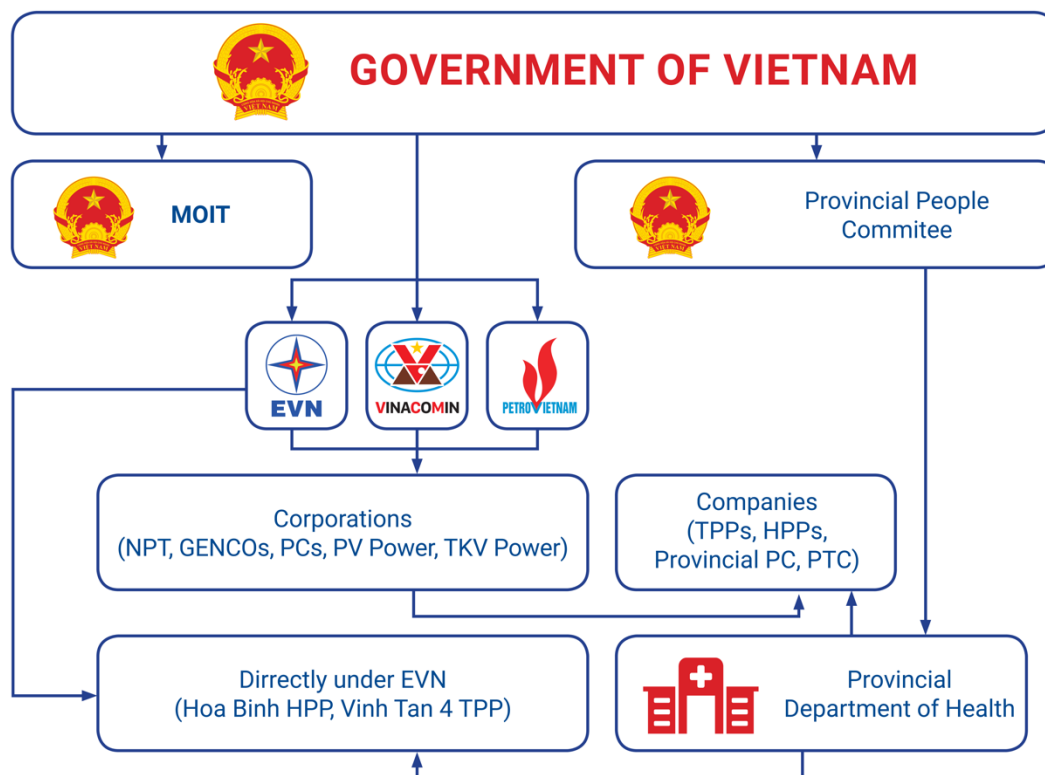 GOVERNMENT OF VIETNAM
MOIT
Provincial People
Commitee
EVN
VINACOMIN
PETROVIETNAM
Corporations
(NPT, GENCOs, PCs, PV Power, TKV Power)
Companies
(TPPs, HPPs,
Provincial PC, PTC)
Dirrectly under EVN
(Hoa Binh HPP, Vinh Tan 4 TPP)
Provincial
Department of Health